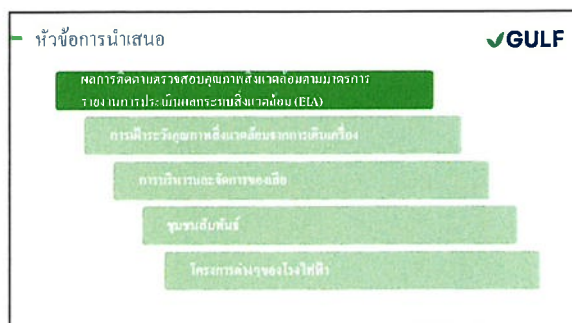 หัวข้อการนำเสนอ
GULF
ผลการติดตามตรวจสอบคุณภาพสิ่งแวดล้อมตามมาตรการ
รายงานการประเมินผลกระทบสิ่งแวดล้อม (EIA)
การเฝ้าระวังคุณภาพสิ่งแวดล้อมจากการเดินเครื่อง
การบริหารและจัดการของเสีย
ชุมชนสัมพันธ์
โครงการต่างๆของโรงไฟฟ้า